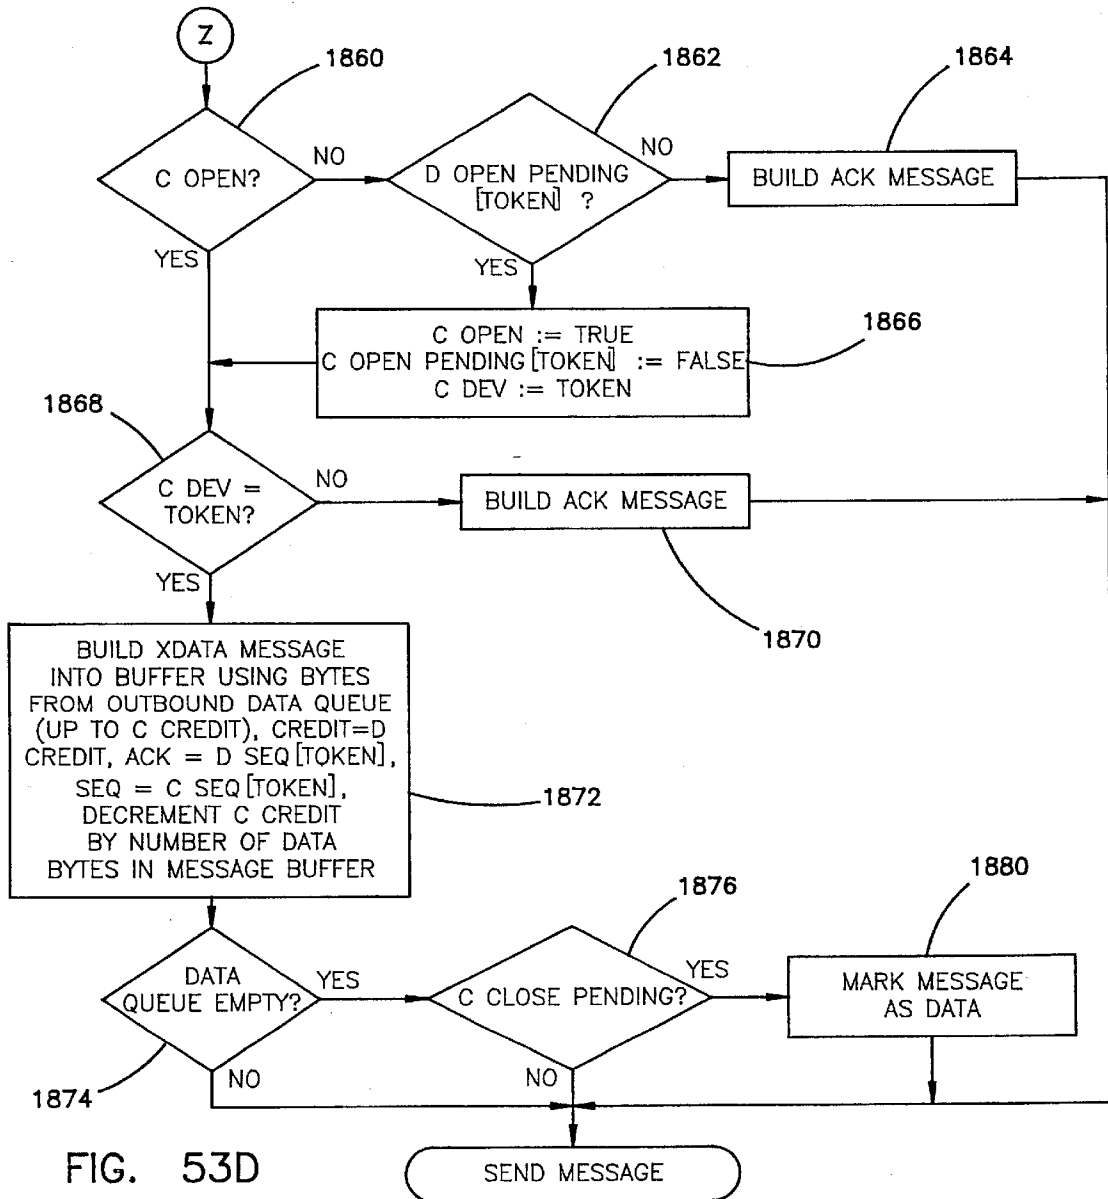 Z
1860
1862
1864
C OPEN?
NO
D OPEN PENDING
[TOKEN] ?
NO
BUILD ACK MESSAGE
YES
YES
C OPEN := TRUE
C OPEN PENDING[TOKEN] := FALSE
C DEV := TOKEN
1866
1868
C DEV =
TOKEN?
NO
BUILD ACK MESSAGE
YES
1870
BUILD XDATA MESSAGE
INTO BUFFER USING BYTES
FROM OUTBOUND DATA QUEUE
(UP TO C CREDIT), CREDIT=D
CREDIT, ACK = D SEQ[TOKEN],
SEQ = C SEQ[TOKEN],
DECREMENT C CREDIT
BY NUMBER OF DATA
BYTES IN MESSAGE BUFFER
1872
1876
1880
DATA
QUEUE EMPTY?
YES
C CLOSE PENDING?
YES
MARK MESSAGE
AS DATA
1874
NO
NO
SEND MESSAGE
FIG. 53D